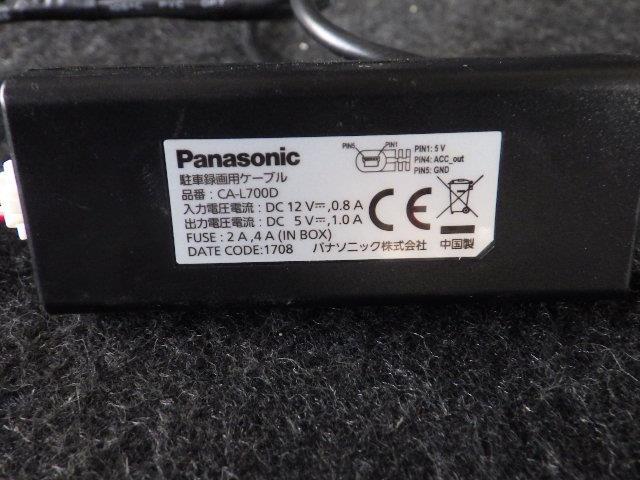 Panasonic
駐車録画用ケーブル
品番：CA-L700D
入力電圧電流：DC 12 V⎓, 0.8 A
出力電圧電流：DC 5 V⎓, 1.0 A
FUSE : 2 A , 4 A (IN BOX)
DATE CODE:1708 パナソニック株式会社
PIN5 PIN1
PIN1: 5 V
PIN4: ACC_out
PIN5: GND
CE
中国製